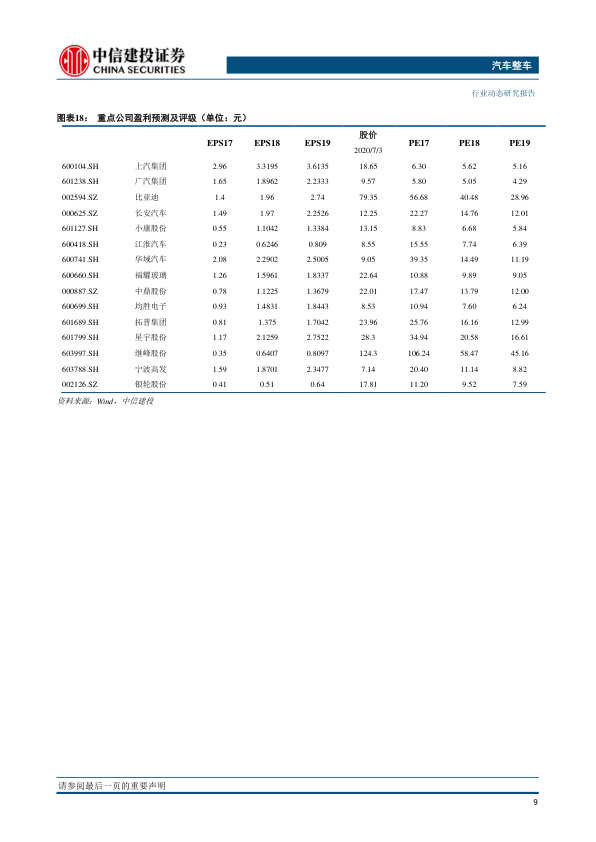 中信建投证券
CHINA SECURITIES
汽车整车
行业动态研究报告
图表18： 重点公司盈利预测及评级（单位：元）
EPS17 EPS18 EPS19 股价 2020/7/3 PE17 PE18 PE19
600104.SH 上汽集团 2.96 3.3195 3.6135 18.65 6.30 5.62 5.16
601238.SH 广汽集团 1.65 1.8962 2.2333 9.57 5.80 5.05 4.29
002594.SZ 比亚迪 1.4 1.96 2.74 79.35 56.68 40.48 28.96
000625.SZ 长安汽车 1.49 1.97 2.2526 12.25 22.27 14.76 12.01
601127.SH 小康股份 0.55 1.1042 1.3384 13.15 8.83 6.68 5.84
600418.SH 江淮汽车 0.23 0.6246 0.809 8.55 15.55 7.74 6.39
600741.SH 华域汽车 2.08 2.2902 2.5005 9.05 39.35 14.49 11.19
600660.SH 福耀玻璃 1.26 1.5961 1.8337 22.64 10.88 9.89 9.05
000887.SZ 中鼎股份 0.78 1.1225 1.3679 22.01 17.47 13.79 12.00
600699.SH 均胜电子 0.93 1.4831 1.8443 8.53 10.94 7.60 6.24
601689.SH 拓普集团 0.81 1.375 1.7042 23.96 25.76 16.16 12.99
601799.SH 星宇股份 1.17 2.1259 2.7522 28.3 34.94 20.58 16.61
603997.SH 继峰股份 0.35 0.6407 0.8097 124.3 106.24 58.47 45.16
603788.SH 宁波高发 1.59 1.8701 2.3477 7.14 20.40 11.14 8.82
002126.SZ 银轮股份 0.41 0.51 0.64 17.81 11.20 9.52 7.59
资料来源：Wind，中信建投
请参阅最后一页的重要声明
9